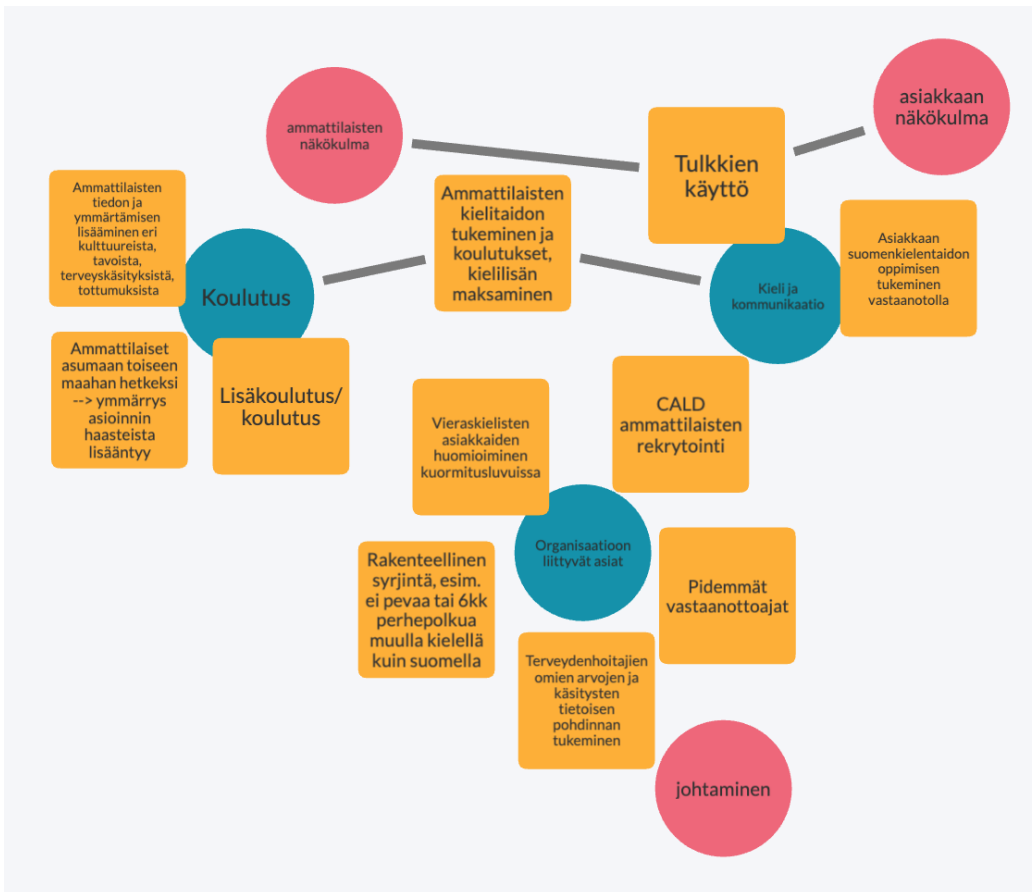 ammattilaisten
näkökulma
asiakkaan
näkökulma
Tulkkien
käyttö
Ammattilaisten
tiedon ja
ymmärtämisen
lisääminen eri
kulttuureista,
tavoista,
terveyskäsityksistä,
tottumuksista
Koulutus
Ammattilaisten
kielitaidon
tukeminen ja
koulutukset,
kielilisän
maksaminen
Kieli ja
kommunikaatio
Asiakkaan
suomenkielentaidon
oppimisen
tukeminen
vastaanotolla
Ammattilaiset
asumaan toiseen
maahan hetkeksi
--> ymmärrys
asioinnin
haasteista
lisääntyy
Lisäkoulutus/
koulutus
Vieraskielisten
asiakkaiden
huomioiminen
kuormitusluvuissa
CALD
ammattilaisten
rekrytointi
Organisaatioon
liittyvät asiat
Rakenteellinen
syrjintä, esim.
ei pevaa tai 6kk
perhepolkua
muulla kielellä
kuin suomella
Pidemmät
vastaanottoajat
Terveydenhoitajien
omien arvojen ja
käsitysten
tietoisen
pohdinnan
tukeminen
johtaminen